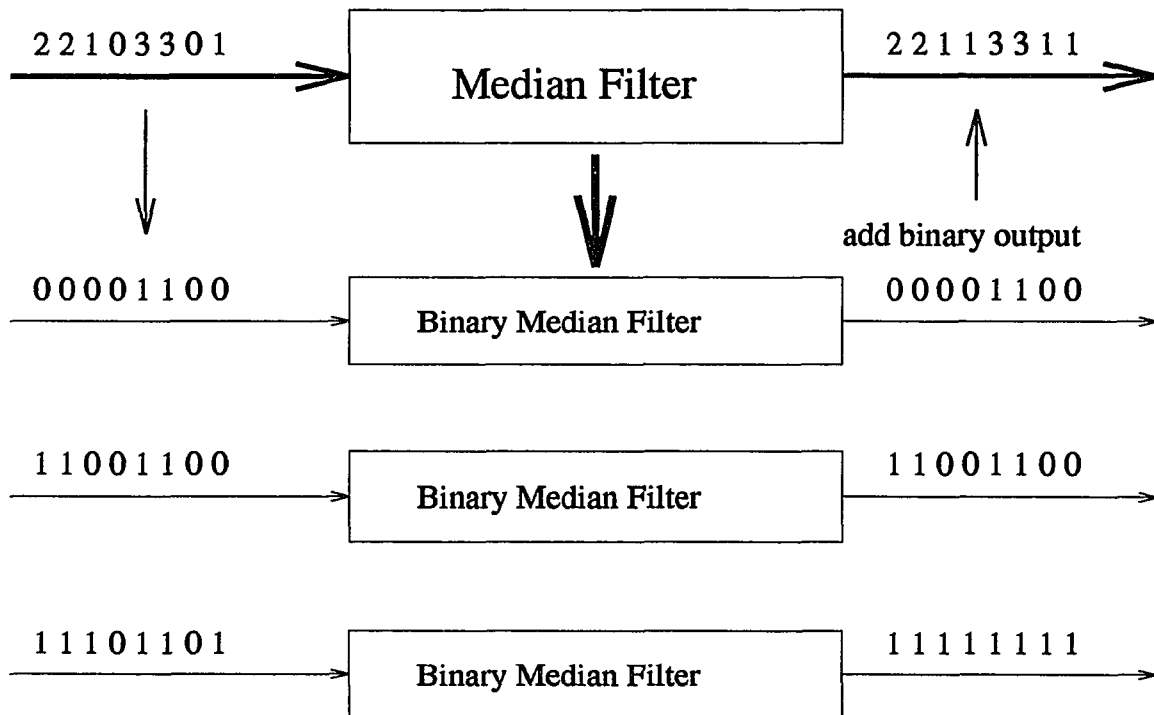 2 2 1 0 3 3 0 1
Median Filter
2 2 1 1 3 3 1 1
add binary output
0 0 0 0 1 1 0 0
Binary Median Filter
0 0 0 0 1 1 0 0
1 1 0 0 1 1 0 0
Binary Median Filter
1 1 0 0 1 1 0 0
1 1 1 0 1 1 0 1
Binary Median Filter
1 1 1 1 1 1 1 1